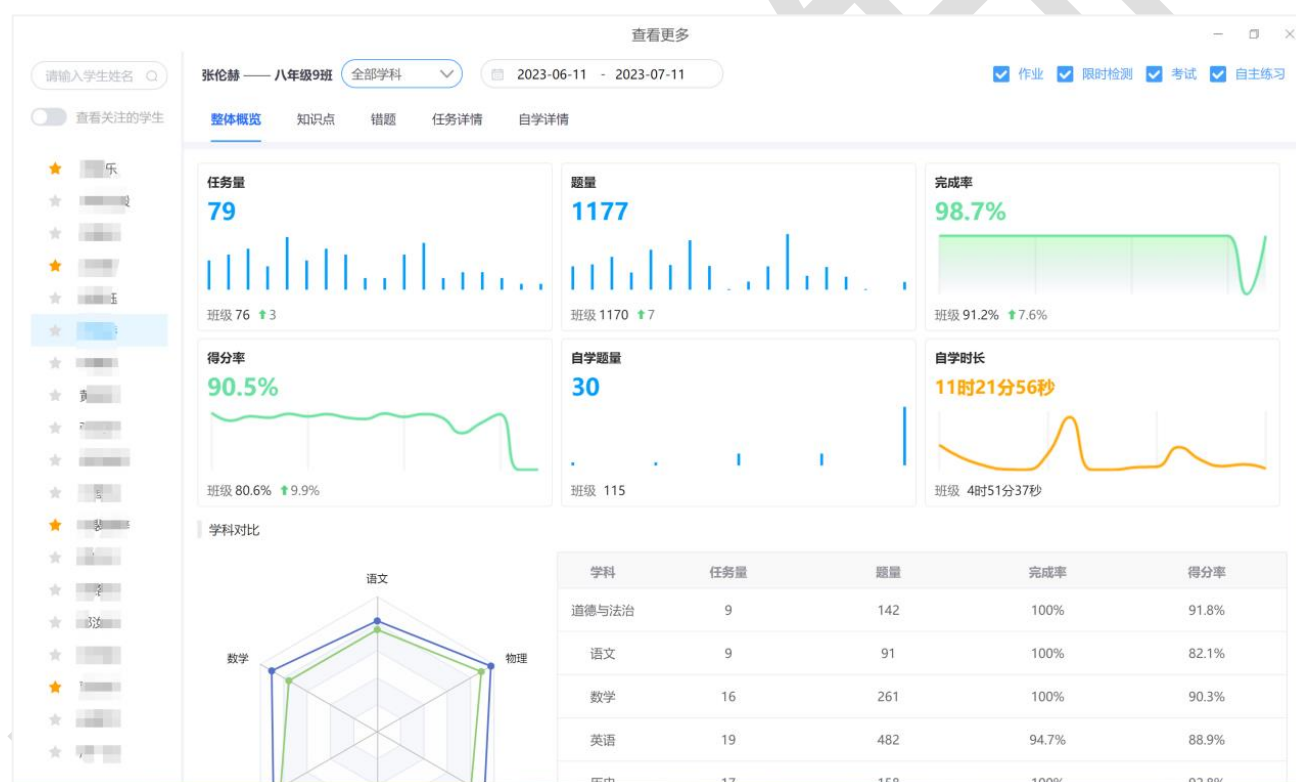 查看更多
请输入学生姓名
张伦赫 —— 八年级9班 全部学科 2023-06-11 - 2023-07-11 作业 限时检测 考试 自主练习
查看关注的学生
整体概览 知识点 错题 任务详情 自学详情
乐
任务量
79
班级 76 3
题量
1177
班级 1170 7
完成率
98.7%
班级 91.2% 7.6%
得分率
90.5%
班级 80.6% 9.9%
自学题量
30
班级 115
自学时长
11时21分56秒
班级 4时51分37秒
学科对比
语文
数学
物理
学科 任务量 题量 完成率 得分率
道德与法治 9 142 100% 91.8%
语文 9 91 100% 82.1%
数学 16 261 100% 90.3%
英语 19 482 94.7% 88.9%
历史 17 158 100% 93.8%